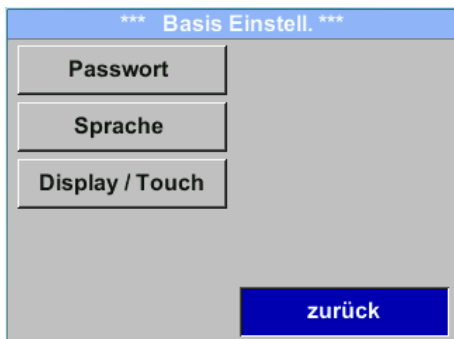 *** Basis Einstell. ***
Passwort
Sprache
Display / Touch
zurück